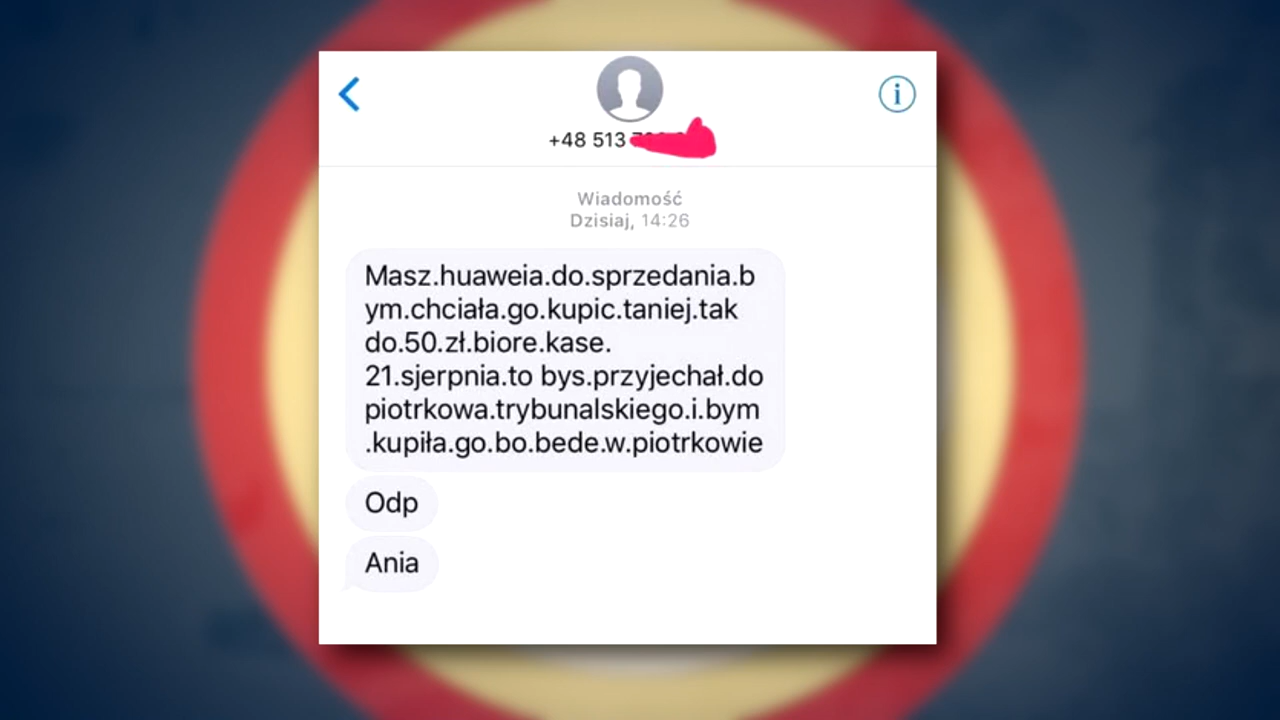 +48 513
Wiadomość
Dzisiaj, 14:26
Masz.huaweia.do.sprzedania.b
ym.chciała.go.kupic.taniej.tak
do.50.zł.biore.kase.
21.sjerpnia.to bys.przyjechał.do
piotrkowa.trybunalskiego.i.bym
.kupiła.go.bo.bede.w.piotrkowie
Odp
Ania